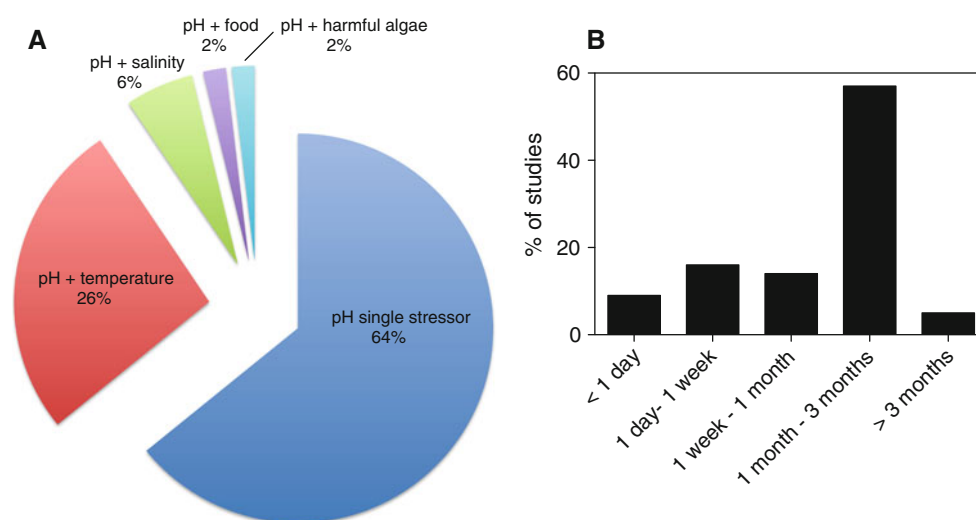 A
pH + food
2%
pH + harmful algae
2%
pH + salinity
6%
pH + temperature
26%
pH single stressor
64%
B
% of studies
60
40
20
0
< 1 day
1 day- 1 week
1 week - 1 month
1 month - 3 months
> 3 months